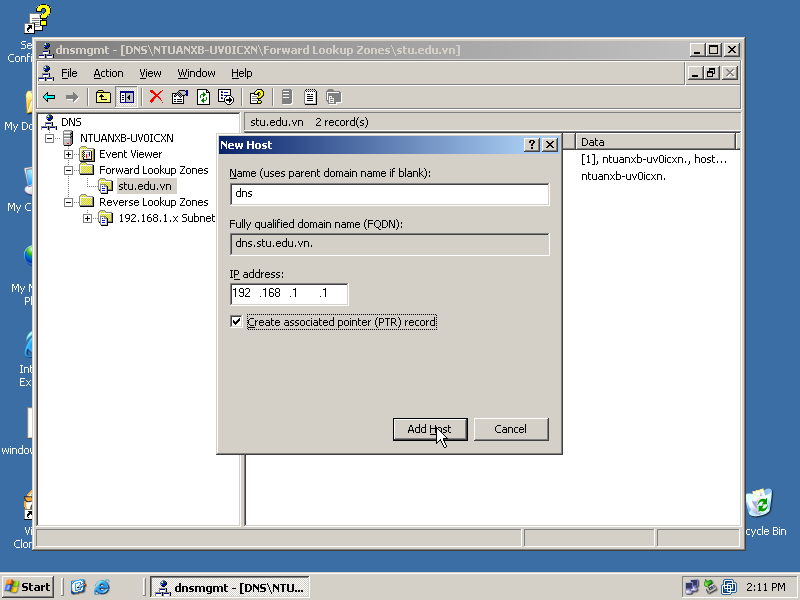 Se
Confi
dnsmgmt - [DNS\NTUANXB-UV0ICXN\Forward Lookup Zones\stu.edu.vn]
File Action View Window Help
DNS
stu.edu.vn 2 record(s)
NTUANXB-UV0ICXN
Event Viewer
Forward Lookup Zones
stu.edu.vn
Reverse Lookup Zones
192.168.1.x Subnet
Data
[1], ntuanxb-uv0icxn., host...
ntuanxb-uv0icxn.
New Host
Name (uses parent domain name if blank):
dns
Fully qualified domain name (FQDN):
dns.stu.edu.vn.
IP address:
192 .168 .1 .1
Create associated pointer (PTR) record
Add Host Cancel
My Do
My C
My N
Pl
Int
Ex
window
Vi
Clon
cycle Bin
Start
dnsmgmt - [DNS\NTU...
2:11 PM